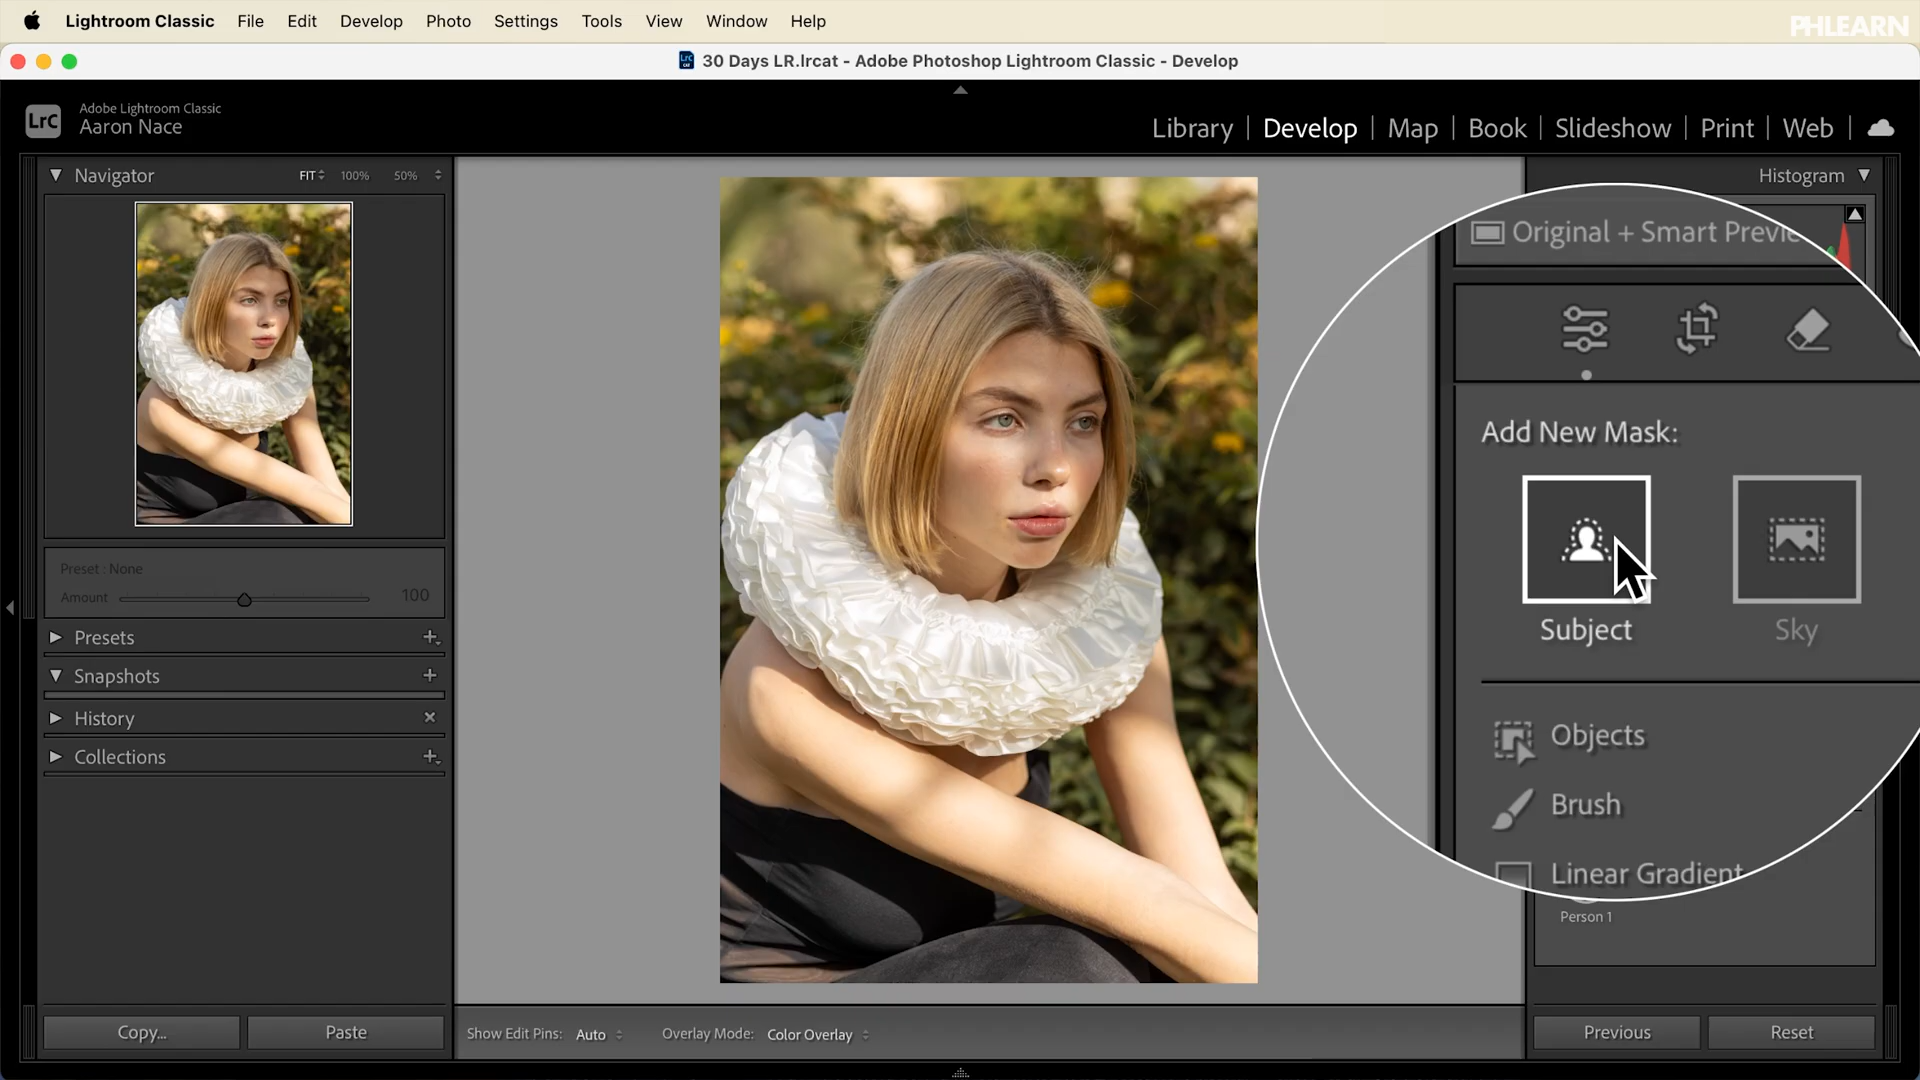 Lightroom Classic File Edit Develop Photo Settings Tools View Window Help
PHLEARN
30 Days LR.lrcat - Adobe Photoshop Lightroom Classic - Develop
LrC
Adobe Lightroom Classic
Aaron Nace
Library | Develop | Map | Book | Slideshow | Print | Web
Navigator FIT 100% 50%
Histogram
Original + Smart Previe
Preset : None
Amount 100
Presets
Snapshots
History
Collections
Add New Mask:
Subject Sky
Objects
Brush
Linear Gradient
Person 1
Copy... Paste
Show Edit Pins: Auto Overlay Mode: Color Overlay
Previous Reset